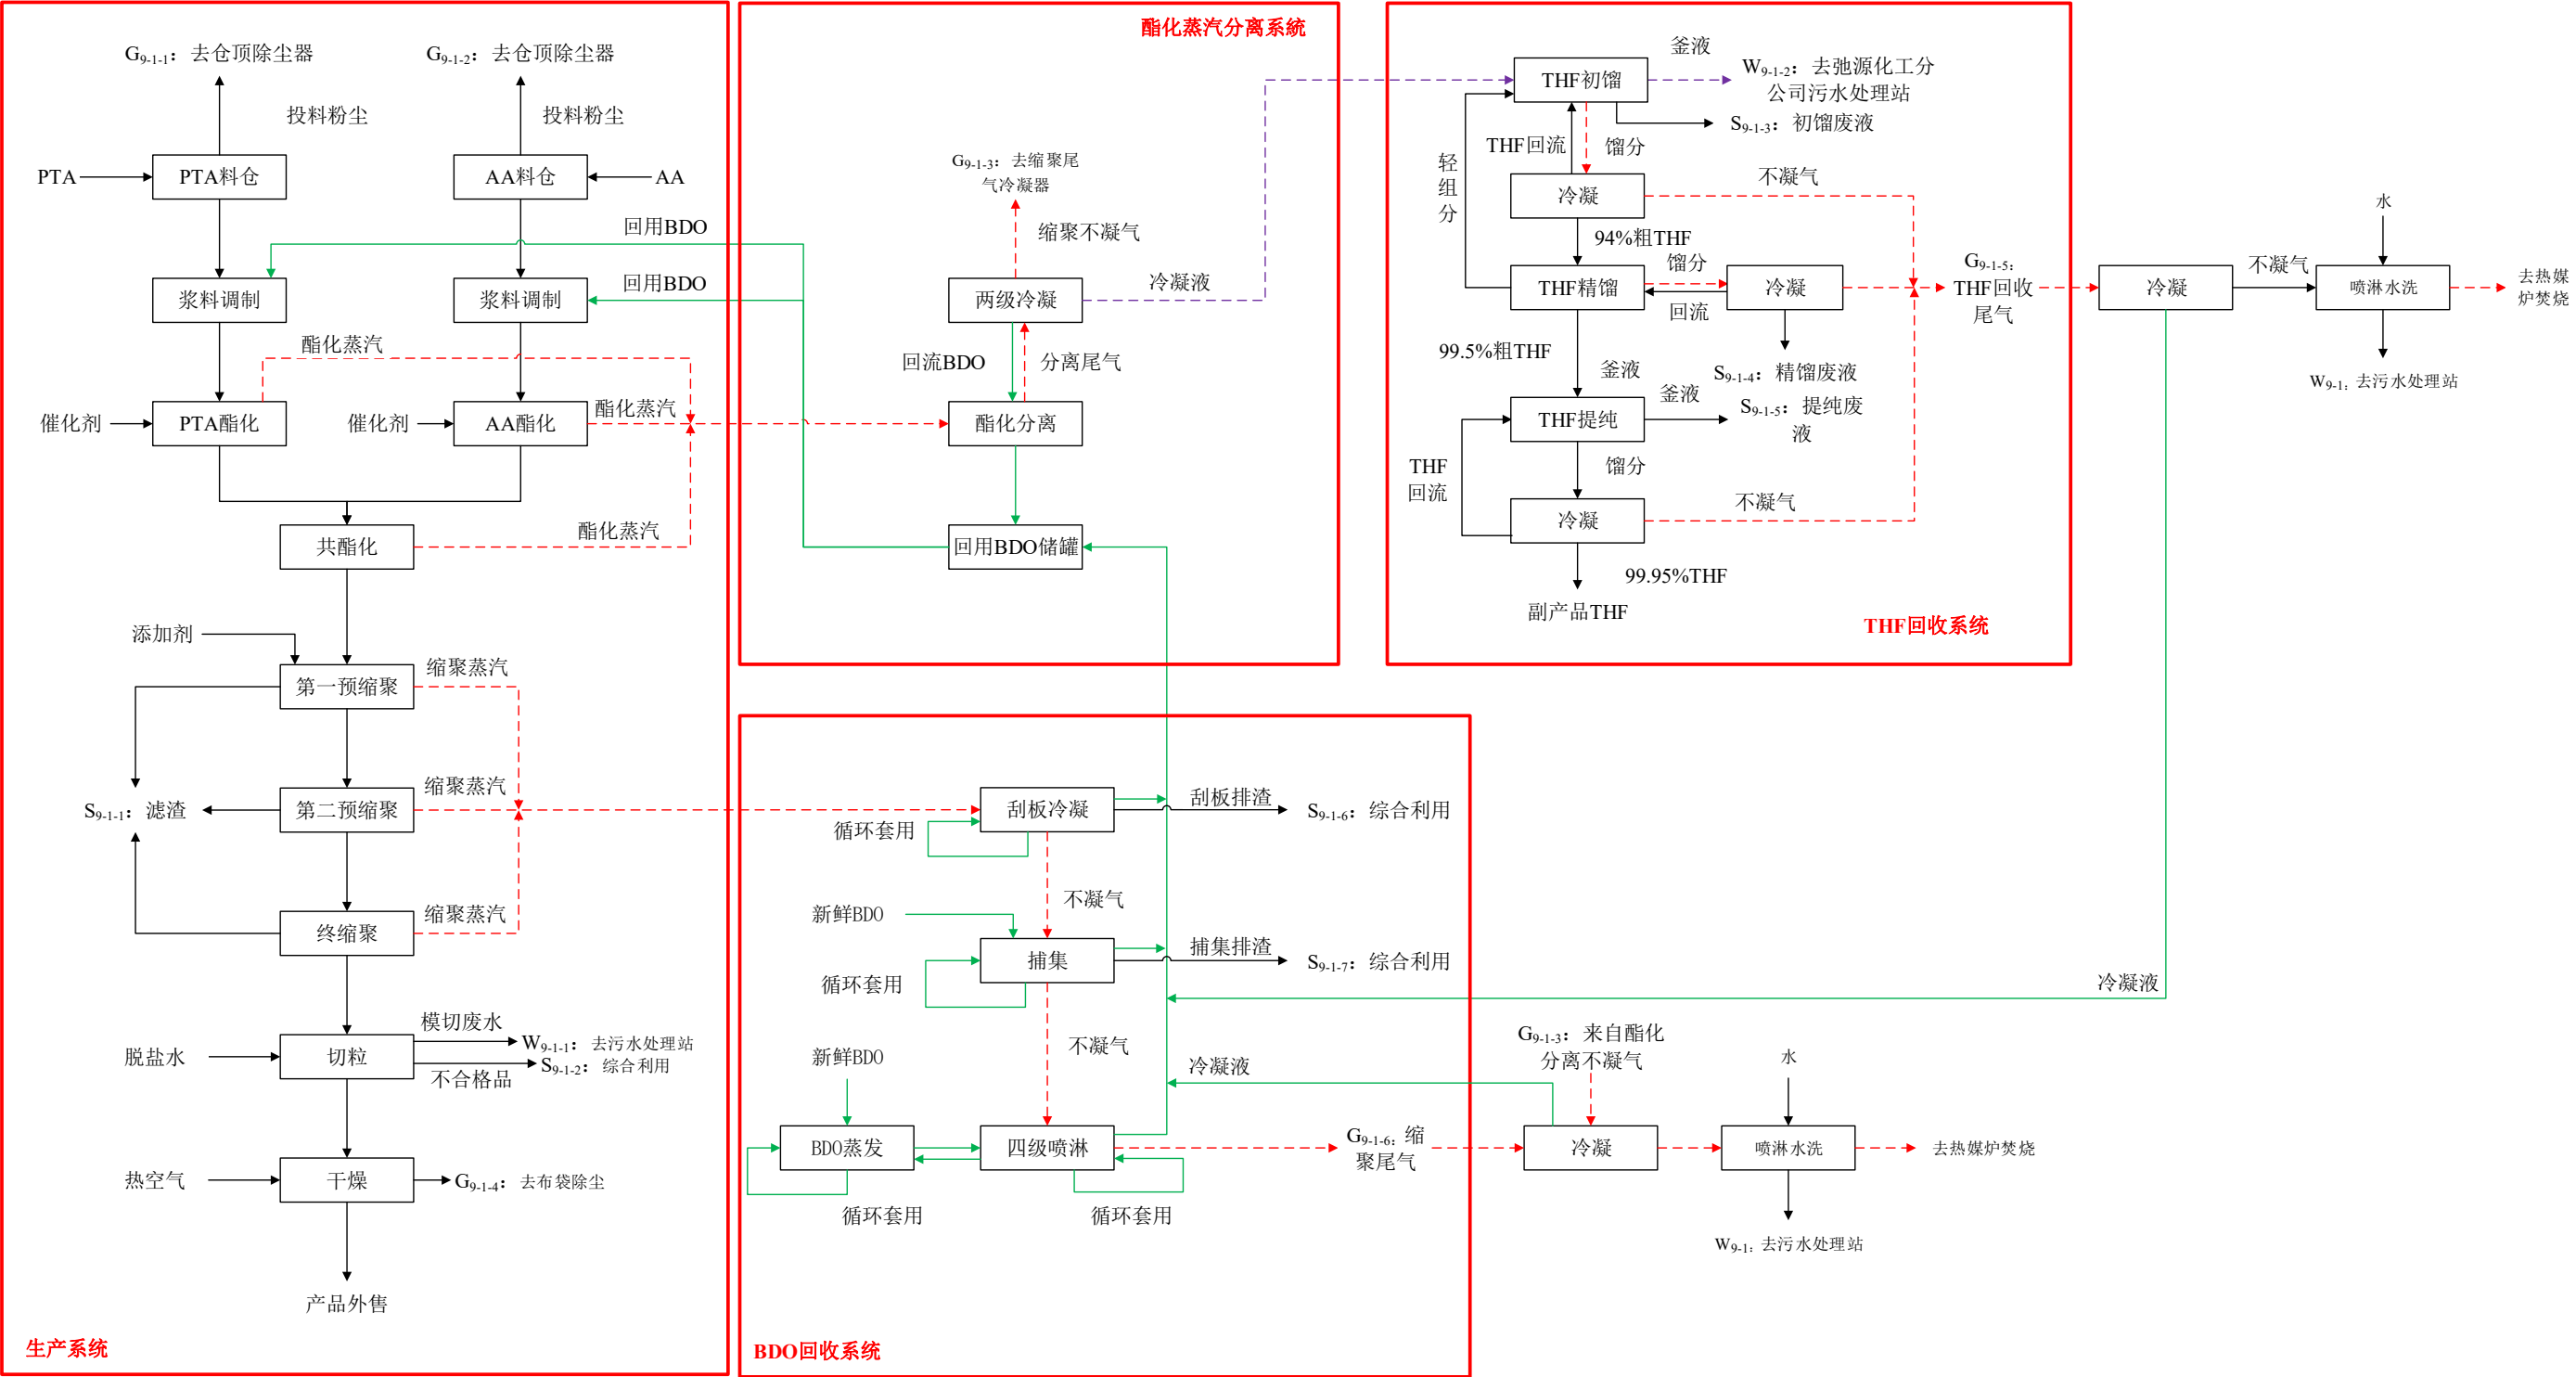 G9-1-1：去仓顶除尘器
G9-1-2：去仓顶除尘器
投料粉尘
投料粉尘
PTA
PTA料仓
AA料仓
AA
回用BDO
浆料调制
浆料调制
回用BDO
酯化蒸汽
催化剂
PTA酯化
催化剂
AA酯化
酯化蒸汽
共酯化
酯化蒸汽
添加剂
第一预缩聚
缩聚蒸汽
S9-1-1：滤渣
第二预缩聚
缩聚蒸汽
终缩聚
缩聚蒸汽
脱盐水
切粒
模切废水
W9-1-1：去污水处理站
S9-1-2：综合利用
不合格品
热空气
干燥
G9-1-4：去布袋除尘
产品外售
生产系统
酯化蒸汽分离系统
G9-1-3：去缩聚尾
气冷凝器
缩聚不凝气
两级冷凝
冷凝液
回流BDO
分离尾气
酯化分离
回用BDO储罐
THF初馏
釜液
W9-1-2：去弛源化工分
公司污水处理站
S9-1-3：初馏废液
THF回流
馏分
轻
组
分
冷凝
不凝气
94%粗THF
馏分
THF精馏
冷凝
回流
G9-1-5：
THF回收
尾气
99.5%粗THF
釜液
S9-1-4：精馏废液
THF提纯
釜液
S9-1-5：提纯废
液
THF
回流
馏分
冷凝
不凝气
99.95%THF
副产品THF
THF回收系统
冷凝
不凝气
水
喷淋水洗
去热媒
炉焚烧
W9-1：去污水处理站
刮板冷凝
循环套用
刮板排渣
S9-1-6：综合利用
不凝气
新鲜BDO
捕集
循环套用
捕集排渣
S9-1-7：综合利用
不凝气
冷凝液
新鲜BDO
冷凝液
G9-1-3：来自酯化
分离不凝气
水
BDO蒸发
四级喷淋
G9-1-6：缩
聚尾气
冷凝
喷淋水洗
去热媒炉焚烧
循环套用
循环套用
W9-1：去污水处理站
BDO回收系统